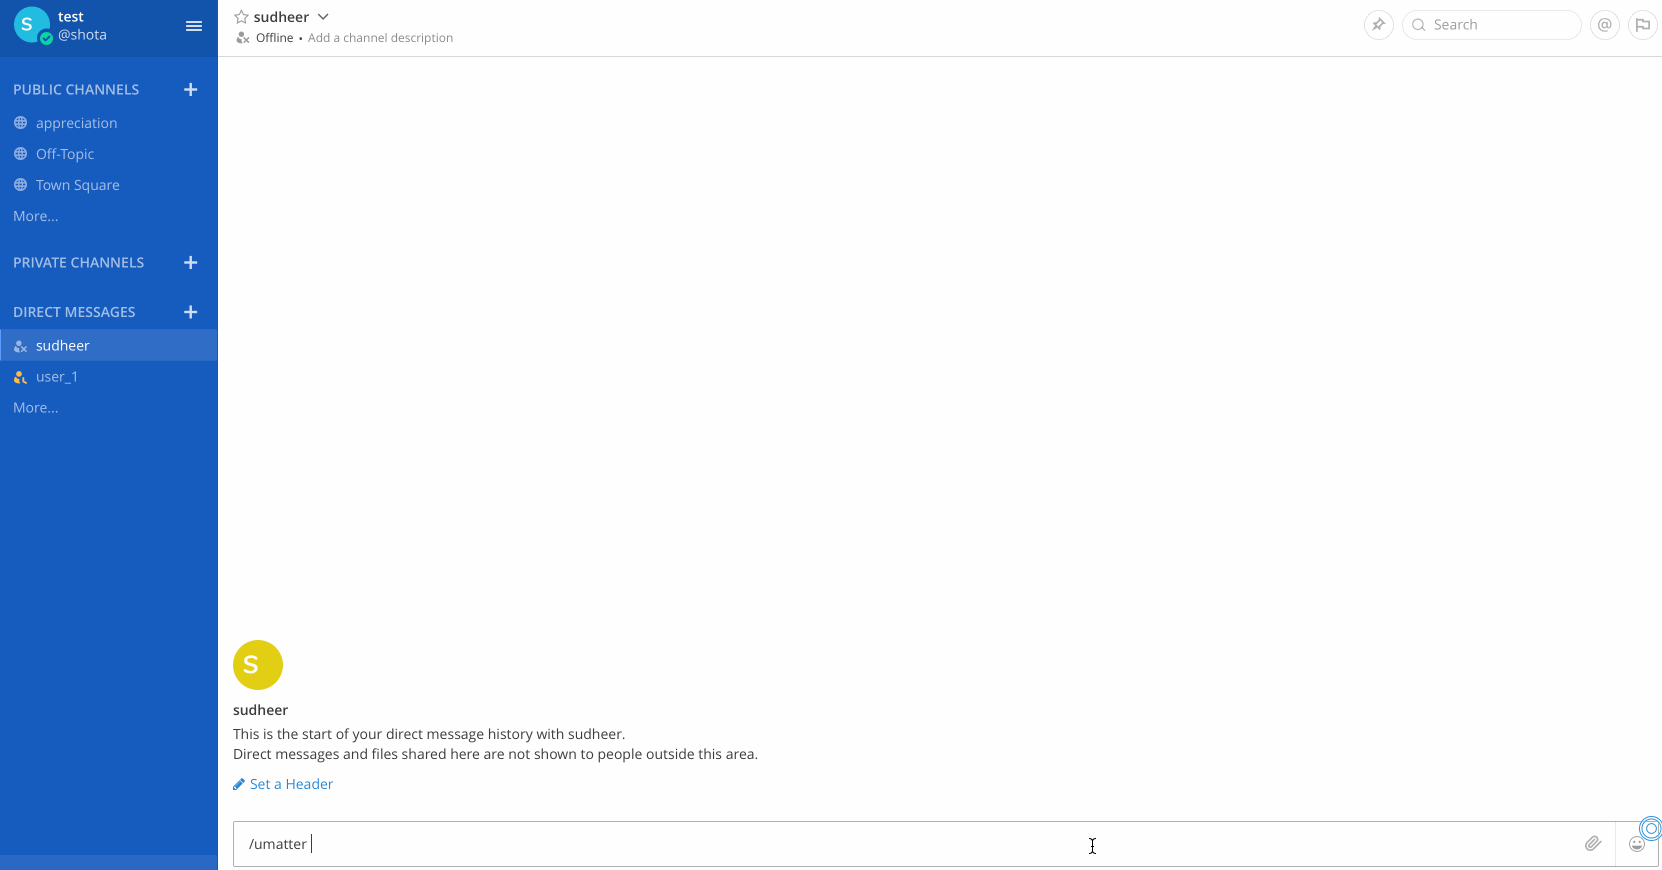 S
test
@shota
PUBLIC CHANNELS
appreciation
Off-Topic
Town Square
More...
PRIVATE CHANNELS
DIRECT MESSAGES
sudheer
user_1
More...
sudheer
Offline • Add a channel description
Search
@
S
sudheer
This is the start of your direct message history with sudheer.
Direct messages and files shared here are not shown to people outside this area.
Set a Header
/umatter